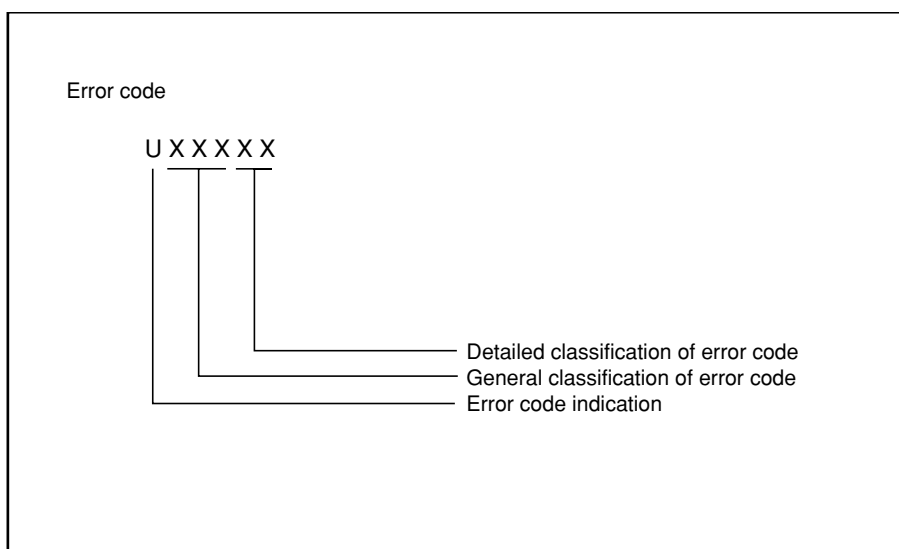 Error code
U X X X X X
Detailed classification of error code
General classification of error code
Error code indication